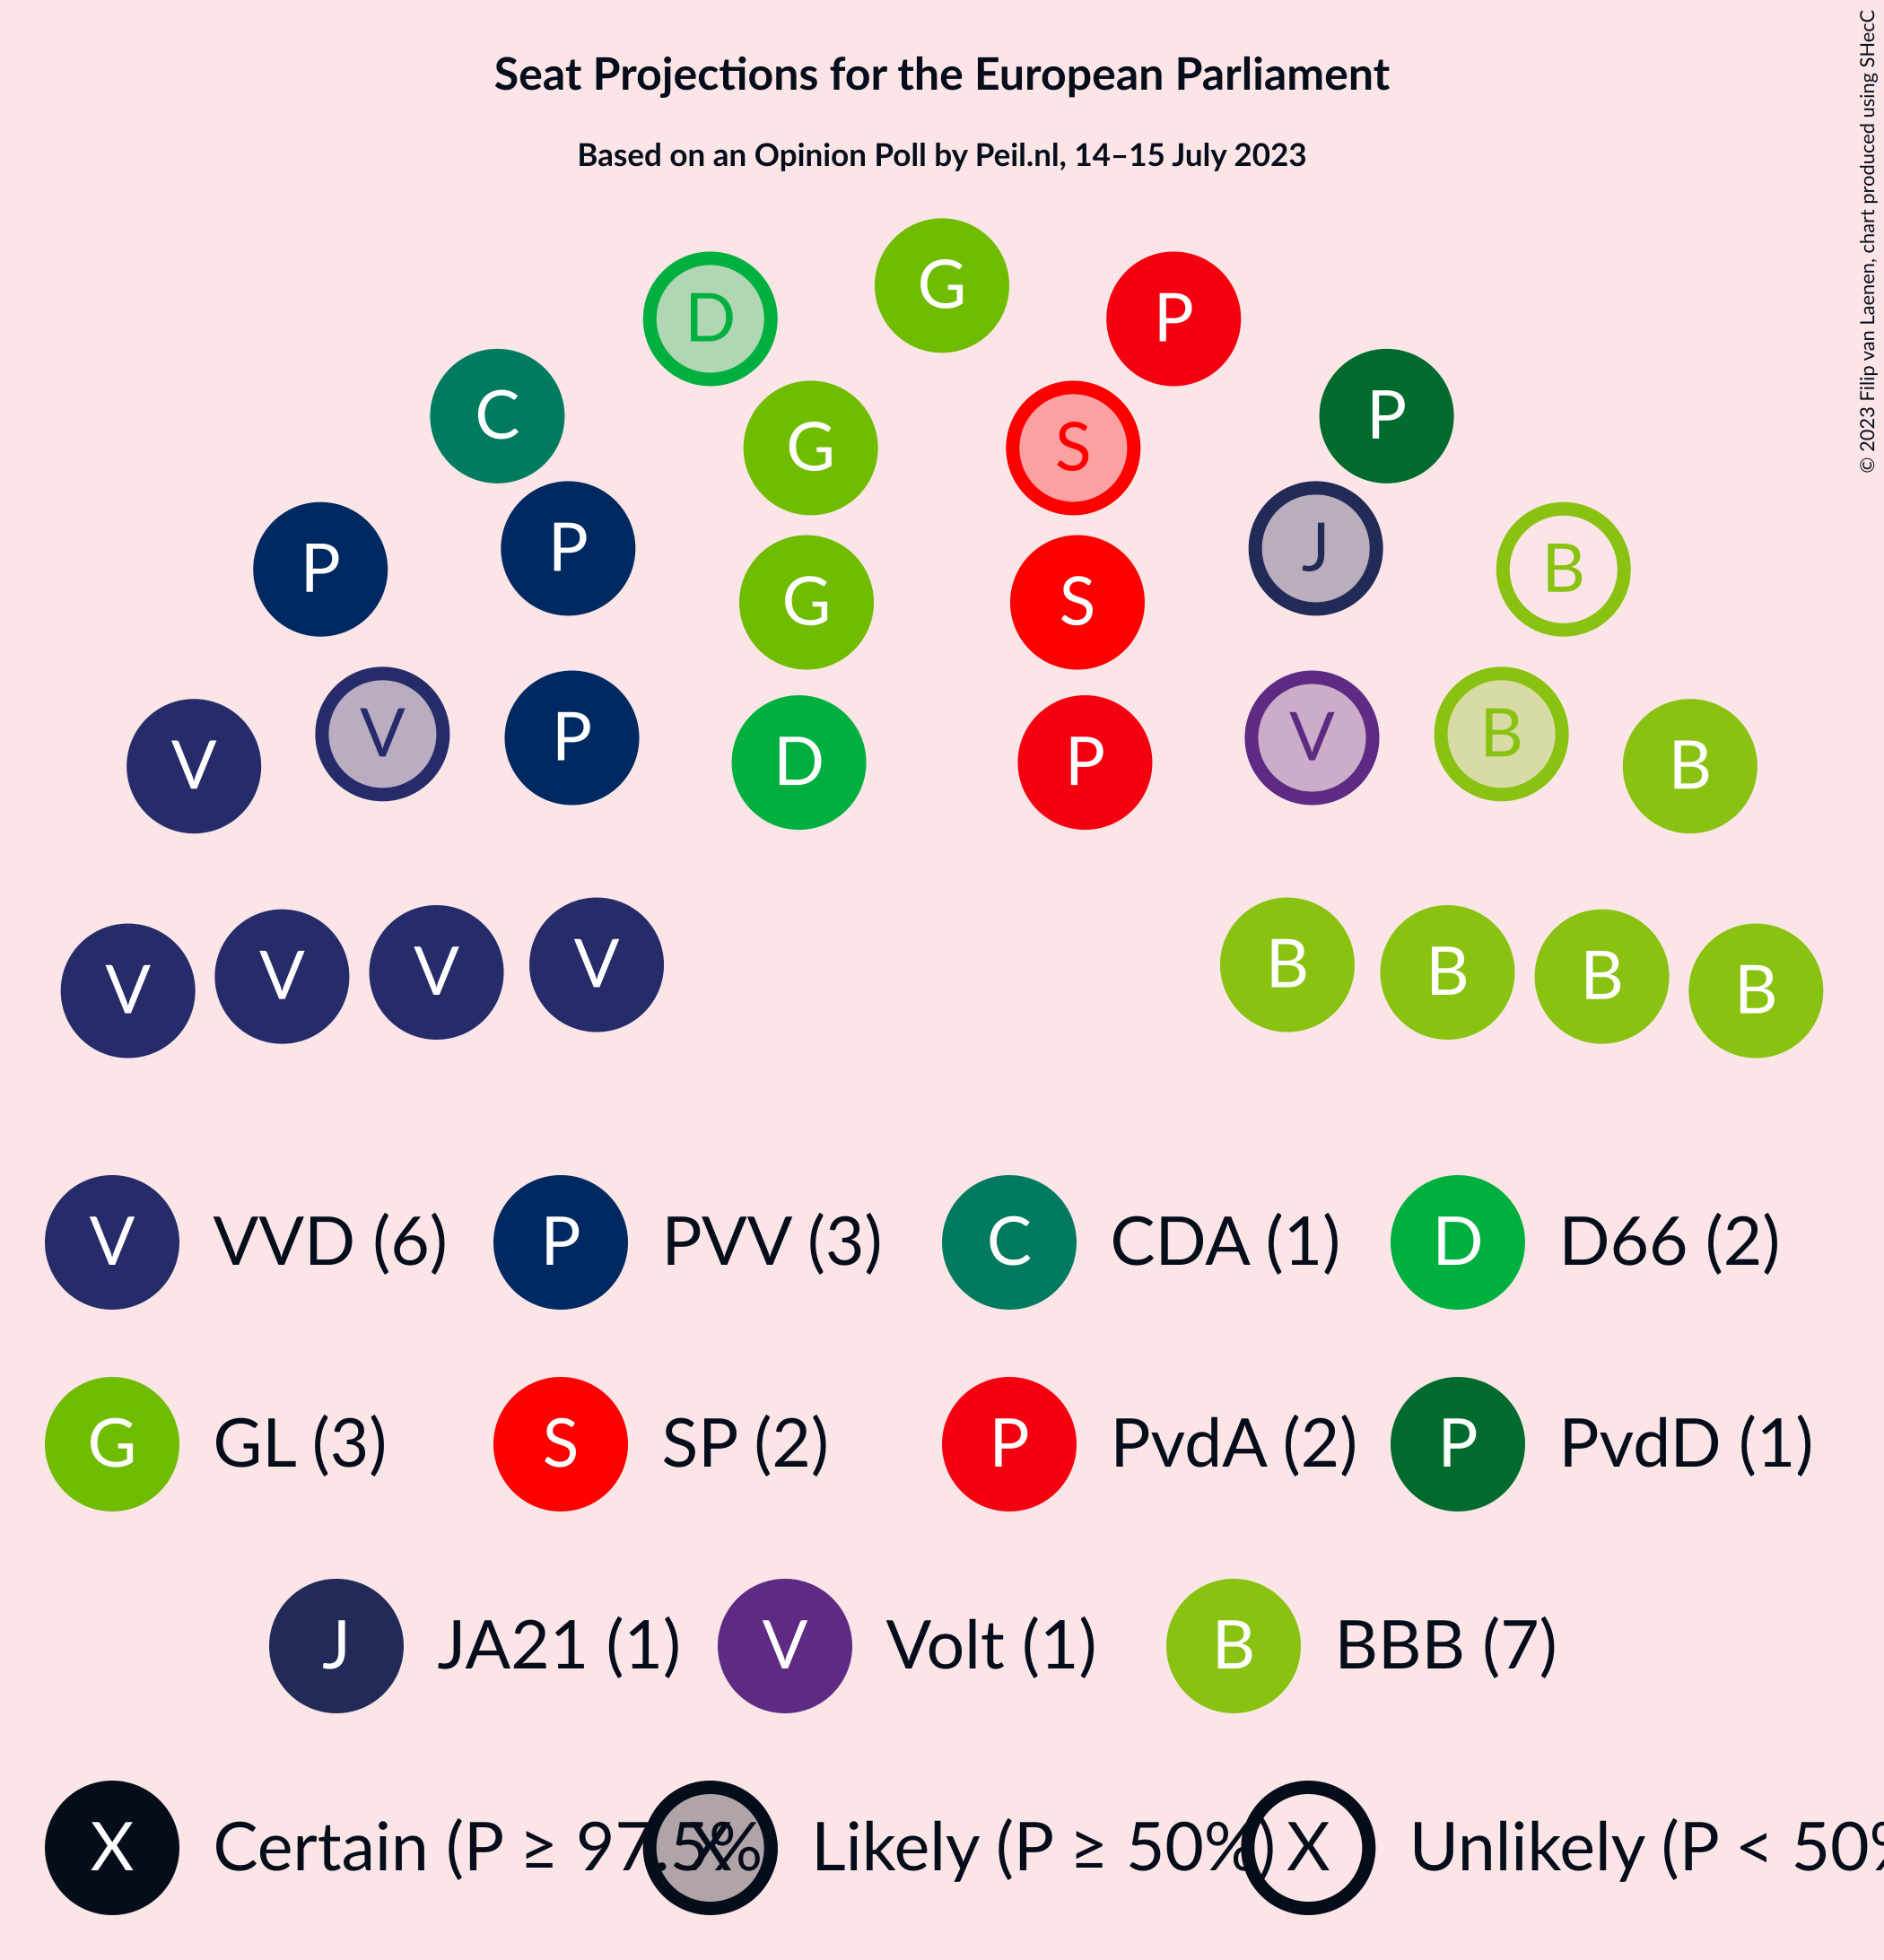 Seat Projections for the European Parliament
Based on an Opinion Poll by Peil.nl, 14–15 July 2023
© 2023 Filip van Laenen, chart produced using SHecC
G
D P
C P
G S
P P J B
G S
V V P D P V B B
V V V V B B B B
V VVD (6) P PVV (3) C CDA (1) D D66 (2)
G GL (3) S SP (2) P PvdA (2) P PvdD (1)
J JA21 (1) V Volt (1) B BBB (7)
X Certain (P ≥ 97.5% X Likely (P ≥ 50%) X Unlikely (P < 50%